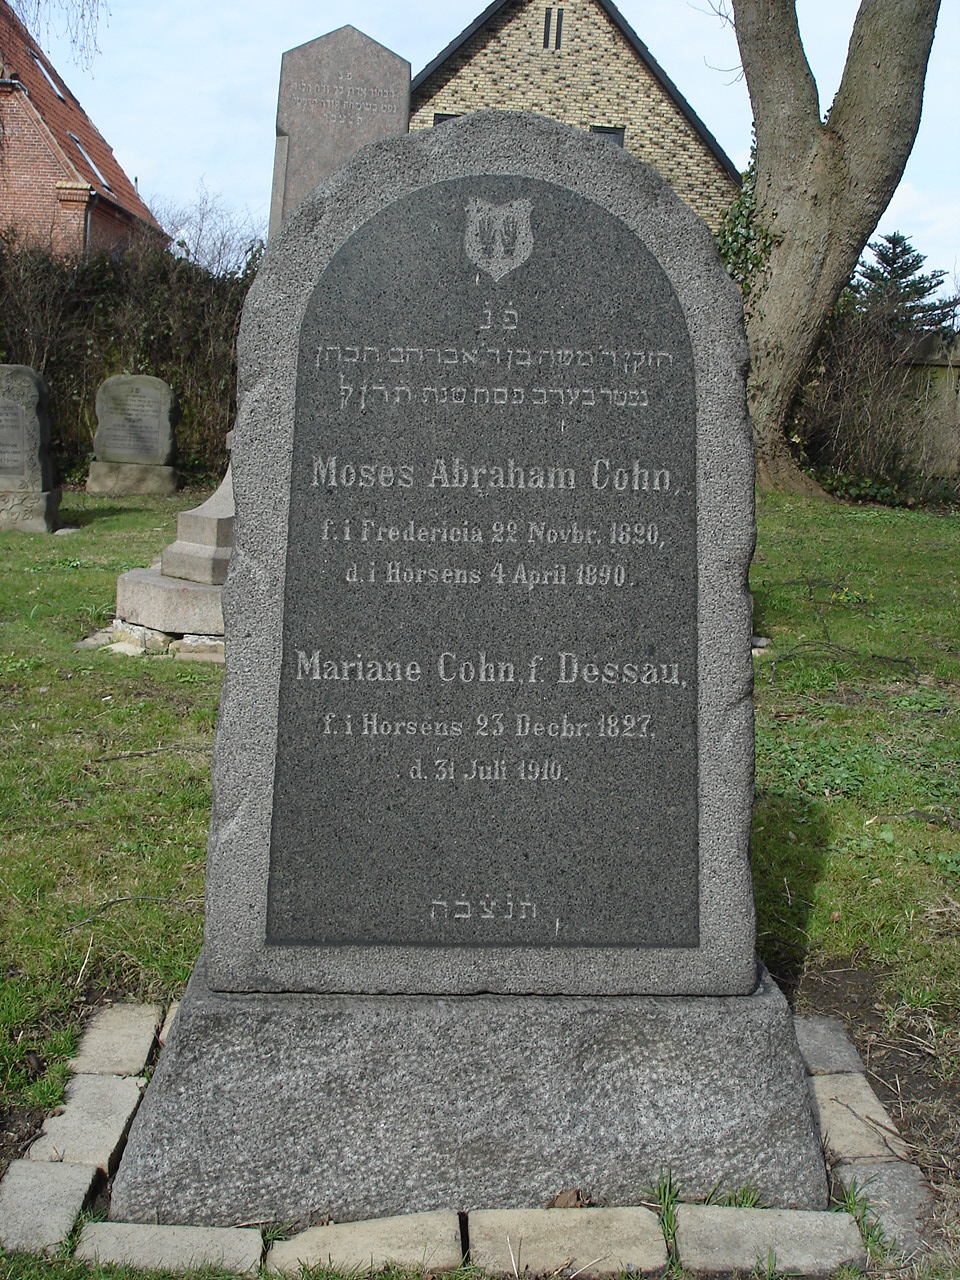 פ נ
הזקן ר' משה בן ר' אברהם הכהן
נפטר בערב פסח שנת תרן לֹ
Moses Abraham Cohn,
f. i Fredericia 22 Novbr. 1820,
d. i Horsens 4 April 1890.
Mariane Cohn, f. Dessau,
f. i Horsens 23 Decbr. 1827,
d. 31 Juli 1910.
תנצבה